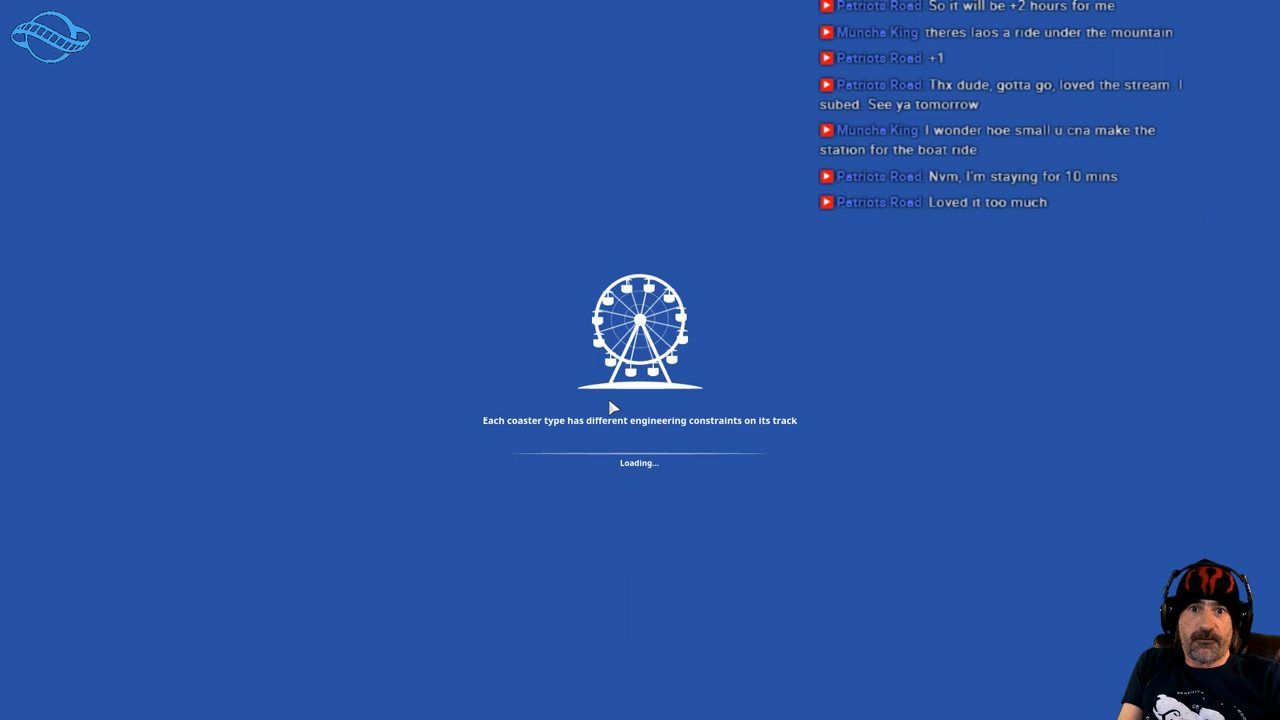 Patriots Road So it will be +2 hours for me
Muncha King theres laos a ride under the mountain
Patriots Road +1
Patriots Road Thx dude, gotta go, loved the stream. I
subed. See ya tomorrow
Muncha King I wonder hoe small u cna make the
station for the boat ride
Patriots Road Nvm, I'm staying for 10 mins
Patriots Road Loved it too much
Each coaster type has different engineering constraints on its track
Loading...